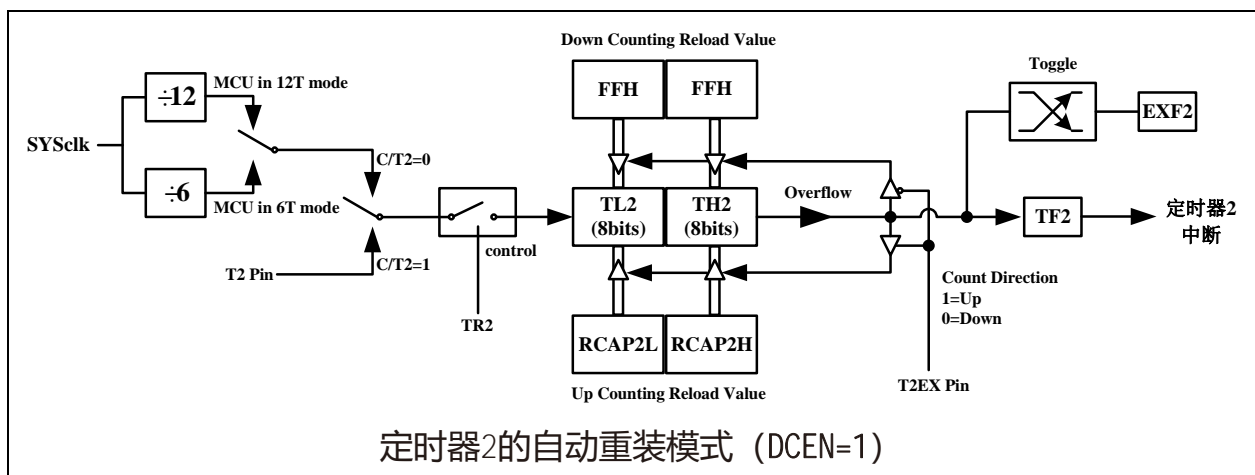 Down Counting Reload Value
FFH
FFH
Toggle
EXF2
÷12
MCU in 12T mode
SYSclk
C/T2=0
÷6
MCU in 6T mode
TL2
(8bits)
TH2
(8bits)
Overflow
TF2
定时器2
中断
control
C/T2=1
T2 Pin
Count Direction
1=Up
0=Down
TR2
RCAP2L
RCAP2H
T2EX Pin
Up Counting Reload Value
定时器2的自动重装模式 (DCEN=1)